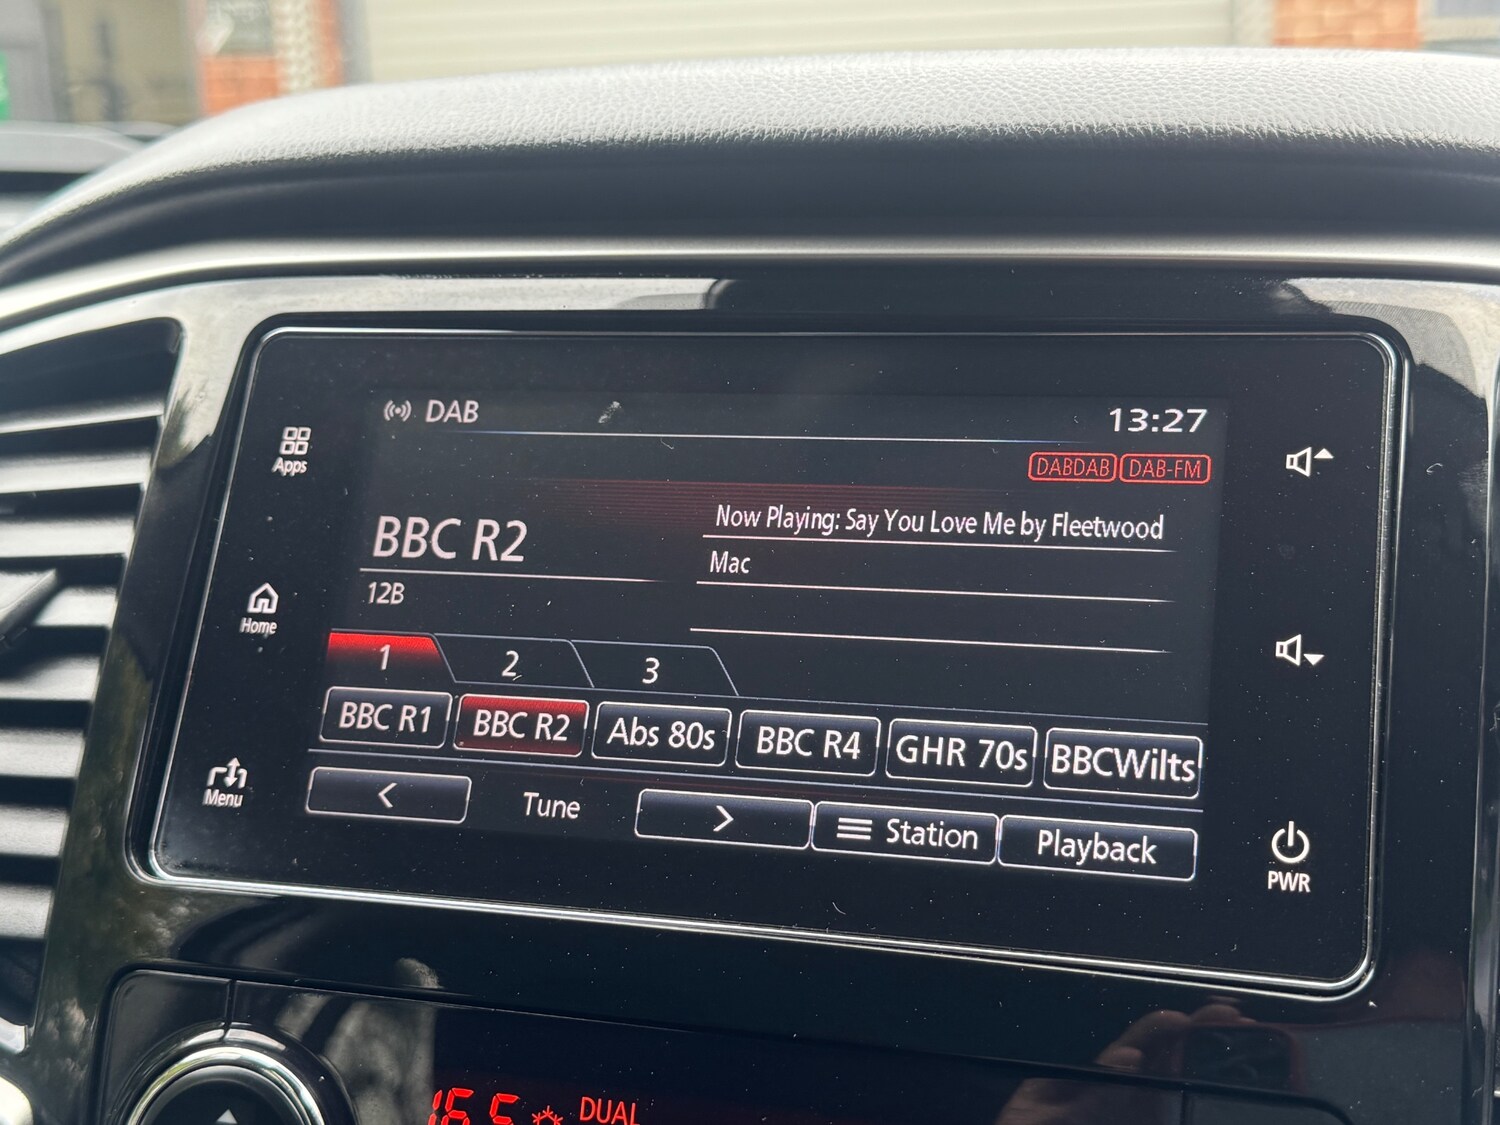 DAB
13:27
Apps
DABDAB DAB-FM
BBC R2
Now Playing: Say You Love Me by Fleetwood
Mac
12B
Home
1 2 3
BBC R1 BBC R2 Abs 80s BBC R4 GHR 70s BBCWilts
Menu
Tune
Station
Playback
PWR
16.5 DUAL